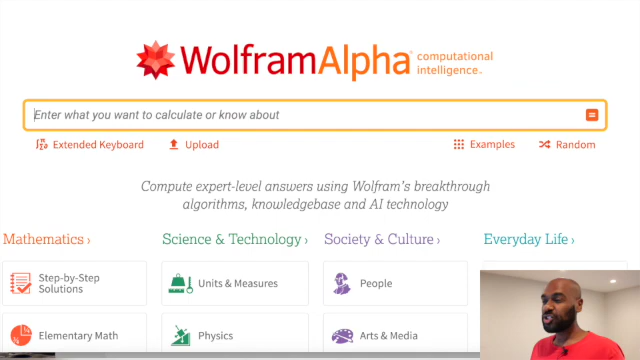 WolframAlpha computational intelligence.
Enter what you want to calculate or know about
Extended Keyboard Upload Examples Random
Compute expert-level answers using Wolfram's breakthrough
algorithms, knowledgebase and AI technology
Mathematics › Science & Technology › Society & Culture › Everyday Life ›
Step-by-Step
Solutions
Units & Measures
People
Elementary Math
Physics
Arts & Media